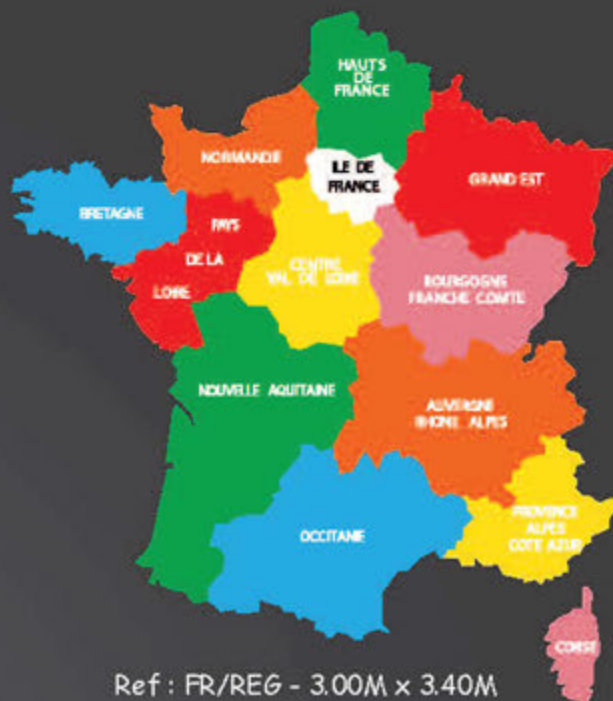 HAUTS
DE
FRANCE
NORMANDIE
ILE DE
FRANCE
GRAND EST
BRETAGNE
PAYS
DE LA
LOIRE
CENTRE
VAL DE LOIRE
BOURGOGNE
FRANCHE COMTE
NOUVELLE AQUITAINE
AUVERGNE
RHONE ALPES
OCCITANIE
PROVENCE
ALPES
COTE AZUR
CORSE
Ref : FR/REG - 3.00M x 3.40M